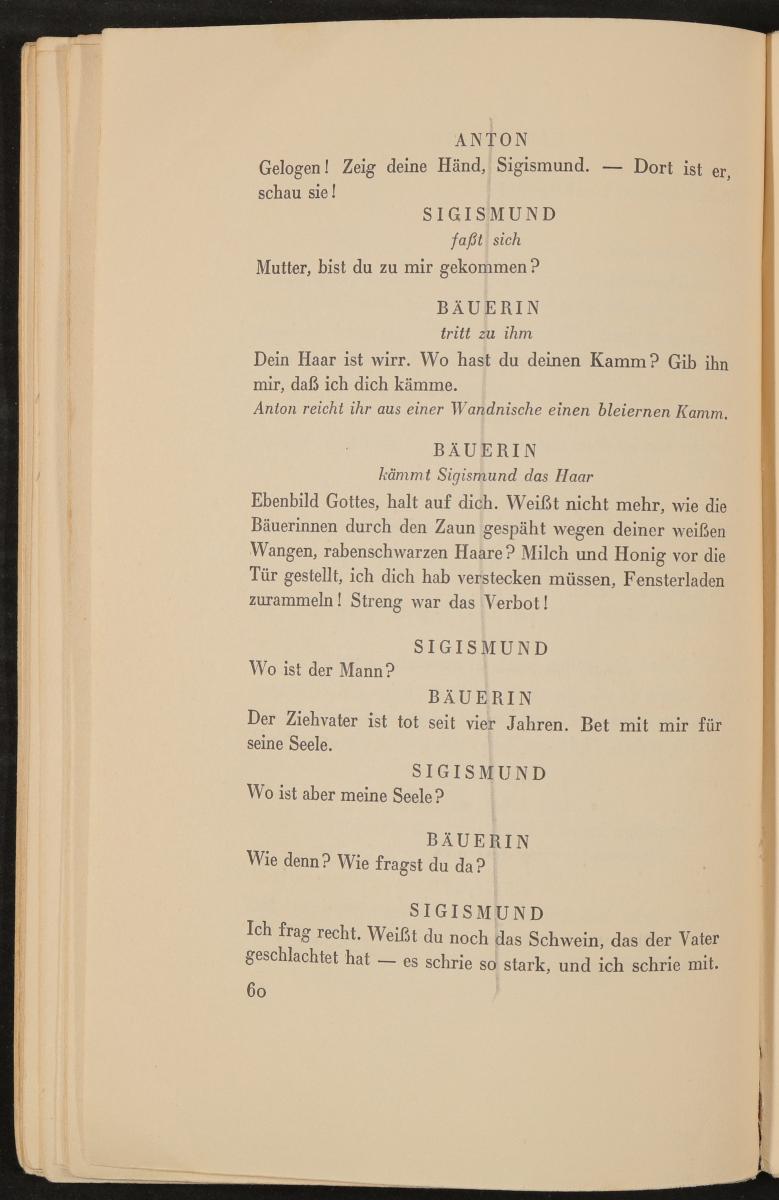 ANTON
Gelogen! Zeig deine Händ, Sigismund. — Dort ist er,
schau sie!
SIGISMUND
faßt sich
Mutter, bist du zu mir gekommen?
BÄUERIN
tritt zu ihm
Dein Haar ist wirr. Wo hast du deinen Kamm? Gib ihn
mir, daß ich dich kämme.
Anton reicht ihr aus einer Wandnische einen bleiernen Kamm.
BÄUERIN
kämmt Sigismund das Haar
Ebenbild Gottes, halt auf dich. Weißt nicht mehr, wie die
Bäuerinnen durch den Zaun gespäht wegen deiner weißen
Wangen, rabenschwarzen Haare? Milch und Honig vor die
Tür gestellt, ich dich hab verstecken müssen, Fensterladen
zurammeln! Streng war das Verbot!
SIGISMUND
Wo ist der Mann?
BÄUERIN
Der Ziehvater ist tot seit vier Jahren. Bet mit mir für
seine Seele.
SIGISMUND
Wo ist aber meine Seele?
BÄUERIN
Wie denn? Wie fragst du da?
SIGISMUND
Ich frag recht. Weißt du noch das Schwein, das der Vater
geschlachtet hat — es schrie so stark, und ich schrie mit.
60